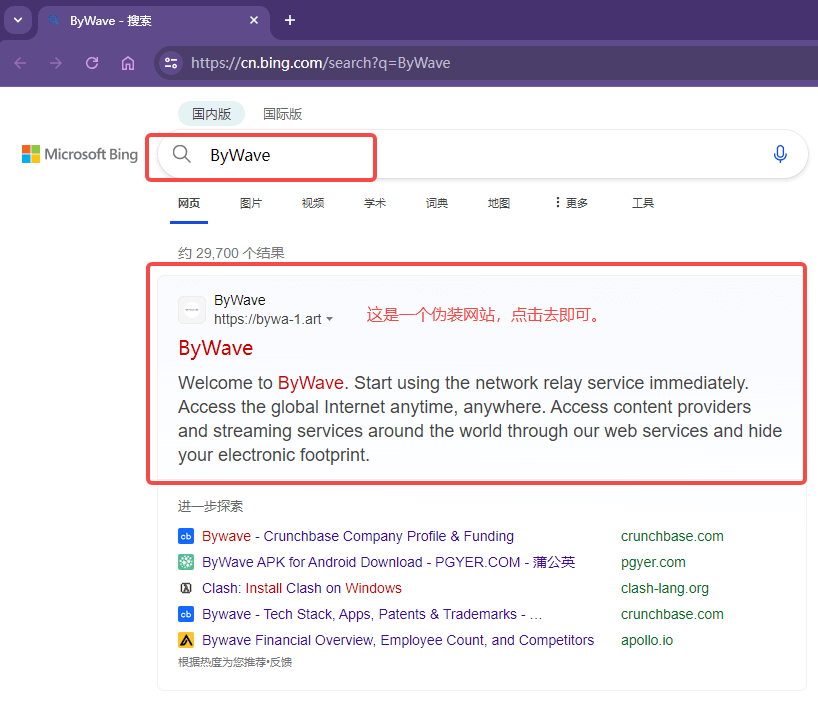 ByWave - 搜索
https://cn.bing.com/search?q=ByWave
国内版 国际版
Microsoft Bing
ByWave
网页 图片 视频 学术 词典 地图 更多 工具
约 29,700 个结果
ByWave
https://bywa-1.art
这是一个伪装网站，点击去即可。
ByWave
Welcome to ByWave. Start using the network relay service immediately.
Access the global Internet anytime, anywhere. Access content providers
and streaming services around the world through our web services and hide
your electronic footprint.
进一步探索
cb Bywave - Crunchbase Company Profile & Funding crunchbase.com
ByWave APK for Android Download - PGYER.COM - 蒲公英 pgyer.com
Clash: Install Clash on Windows clash-lang.org
cb Bywave - Tech Stack, Apps, Patents & Trademarks - … crunchbase.com
Bywave Financial Overview, Employee Count, and Competitors apollo.io
根据热度为您推荐•反馈